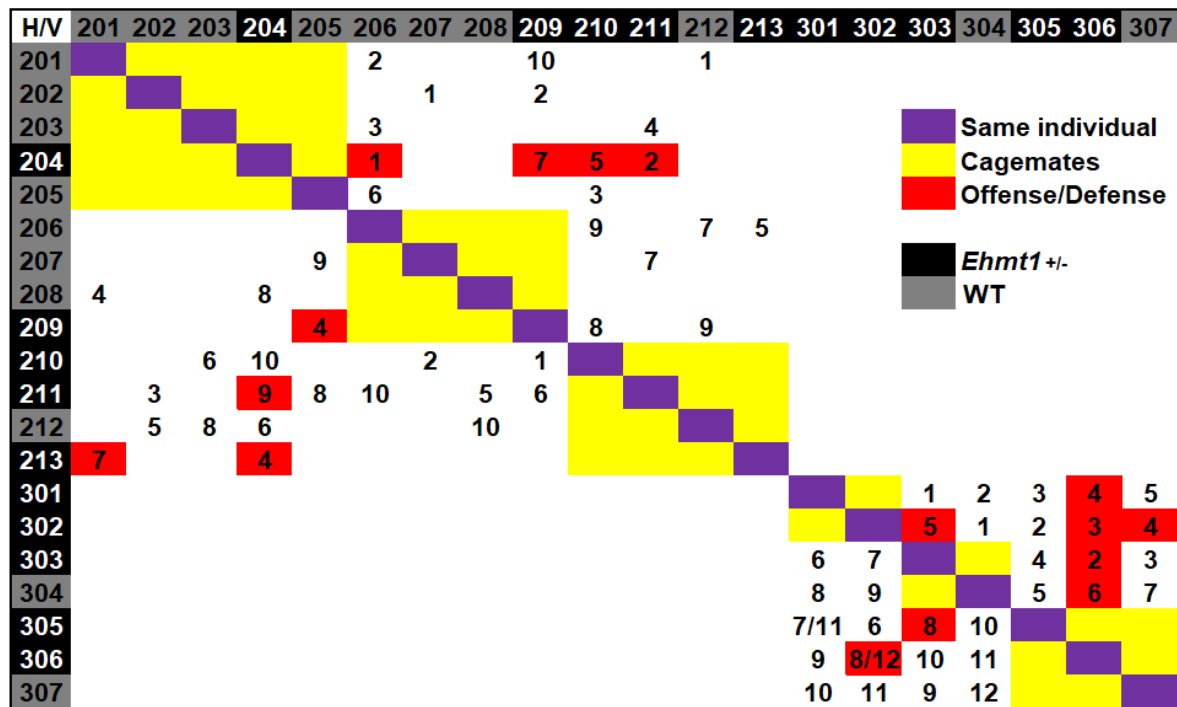 H/V 201 202 203 204 205 206 207 208 209 210 211 212 213 301 302 303 304 305 306 307
201 2 10 1
202 1 2
203 3 4
Same individual
204 1 7 5 2
Cagemates
205 6 3
Offense/Defense
206 9 7 5
207 9 7
Ehmt1 +/-
208 4 8
WT
209 4 8 9
210 6 10 2 1
211 3 9 8 10 5 6
212 5 8 6 10
213 7 4
301 1 2 3 4 5
302 5 1 2 3 4
303 6 7 4 2 3
304 8 9 5 6 7
305 7/11 6 8 10
306 9 8/12 10 11
307 10 11 9 12